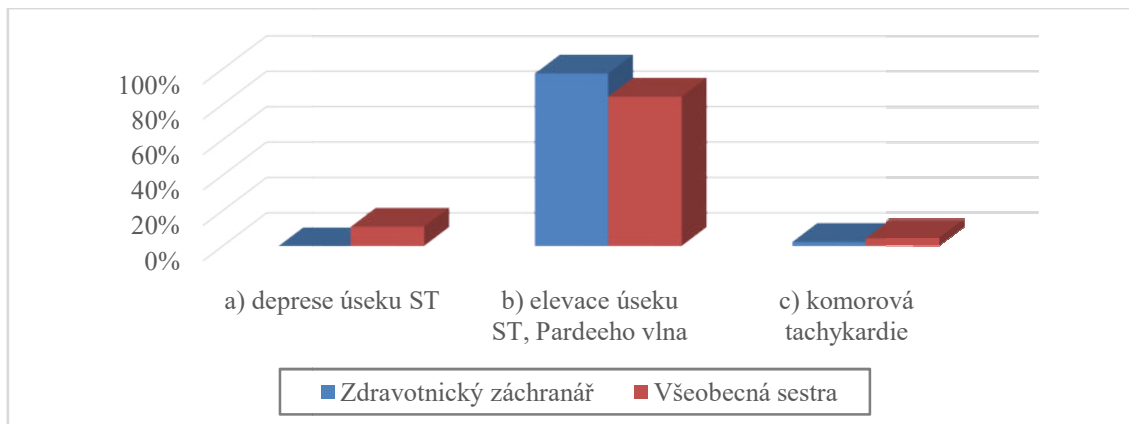 100%
80%
60%
40%
20%
0%
a) deprese úseku ST
b) elevace úseku
ST, Pardeeho vlna
c) komorová
tachykardie
Zdravotnický záchranář
Všeobecná sestra